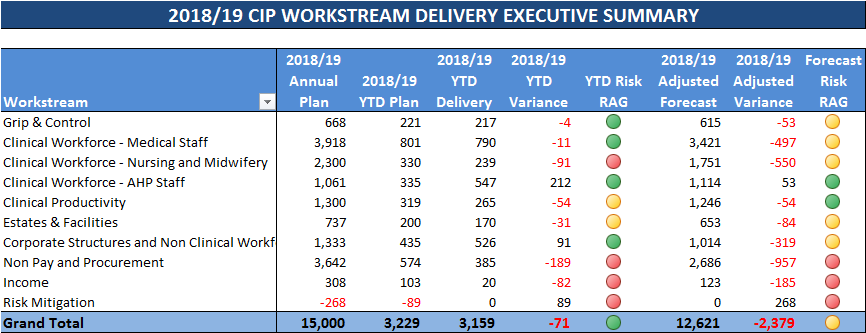 2018/19 CIP WORKSTREAM DELIVERY EXECUTIVE SUMMARY
Workstream 2018/19 Annual Plan 2018/19 YTD Plan 2018/19 YTD Delivery 2018/19 YTD Variance YTD Risk RAG 2018/19 Adjusted Forecast 2018/19 Adjusted Variance Forecast Risk RAG
Grip & Control 668 221 217 -4 615 -53
Clinical Workforce - Medical Staff 3,918 801 790 -11 3,421 -497
Clinical Workforce - Nursing and Midwifery 2,300 330 239 -91 1,751 -550
Clinical Workforce - AHP Staff 1,061 335 547 212 1,114 53
Clinical Productivity 1,300 319 265 -54 1,246 -54
Estates & Facilities 737 200 170 -31 653 -84
Corporate Structures and Non Clinical Workf 1,333 435 526 91 1,014 -319
Non Pay and Procurement 3,642 574 385 -189 2,686 -957
Income 308 103 20 -82 123 -185
Risk Mitigation -268 -89 0 89 0 268
Grand Total 15,000 3,229 3,159 -71 12,621 -2,379